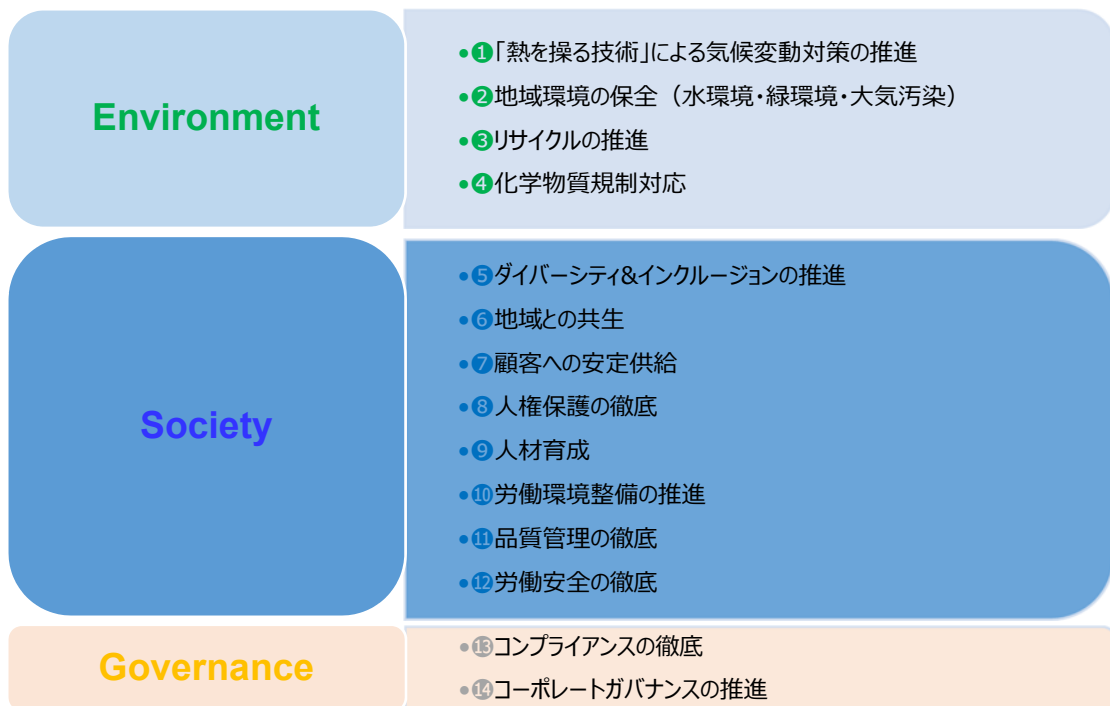 Environment
•❶「熱を操る技術」による気候変動対策の推進
•❷地域環境の保全（水環境・緑環境・大気汚染）
•❸リサイクルの推進
•❹化学物質規制対応
Society
•❺ダイバーシティ&インクルージョンの推進
•❻地域との共生
•❼顧客への安定供給
•❽人権保護の徹底
•❾人材育成
•❿労働環境整備の推進
•⓫品質管理の徹底
•⓬労働安全の徹底
Governance
•⓭コンプライアンスの徹底
•⓮コーポレートガバナンスの推進